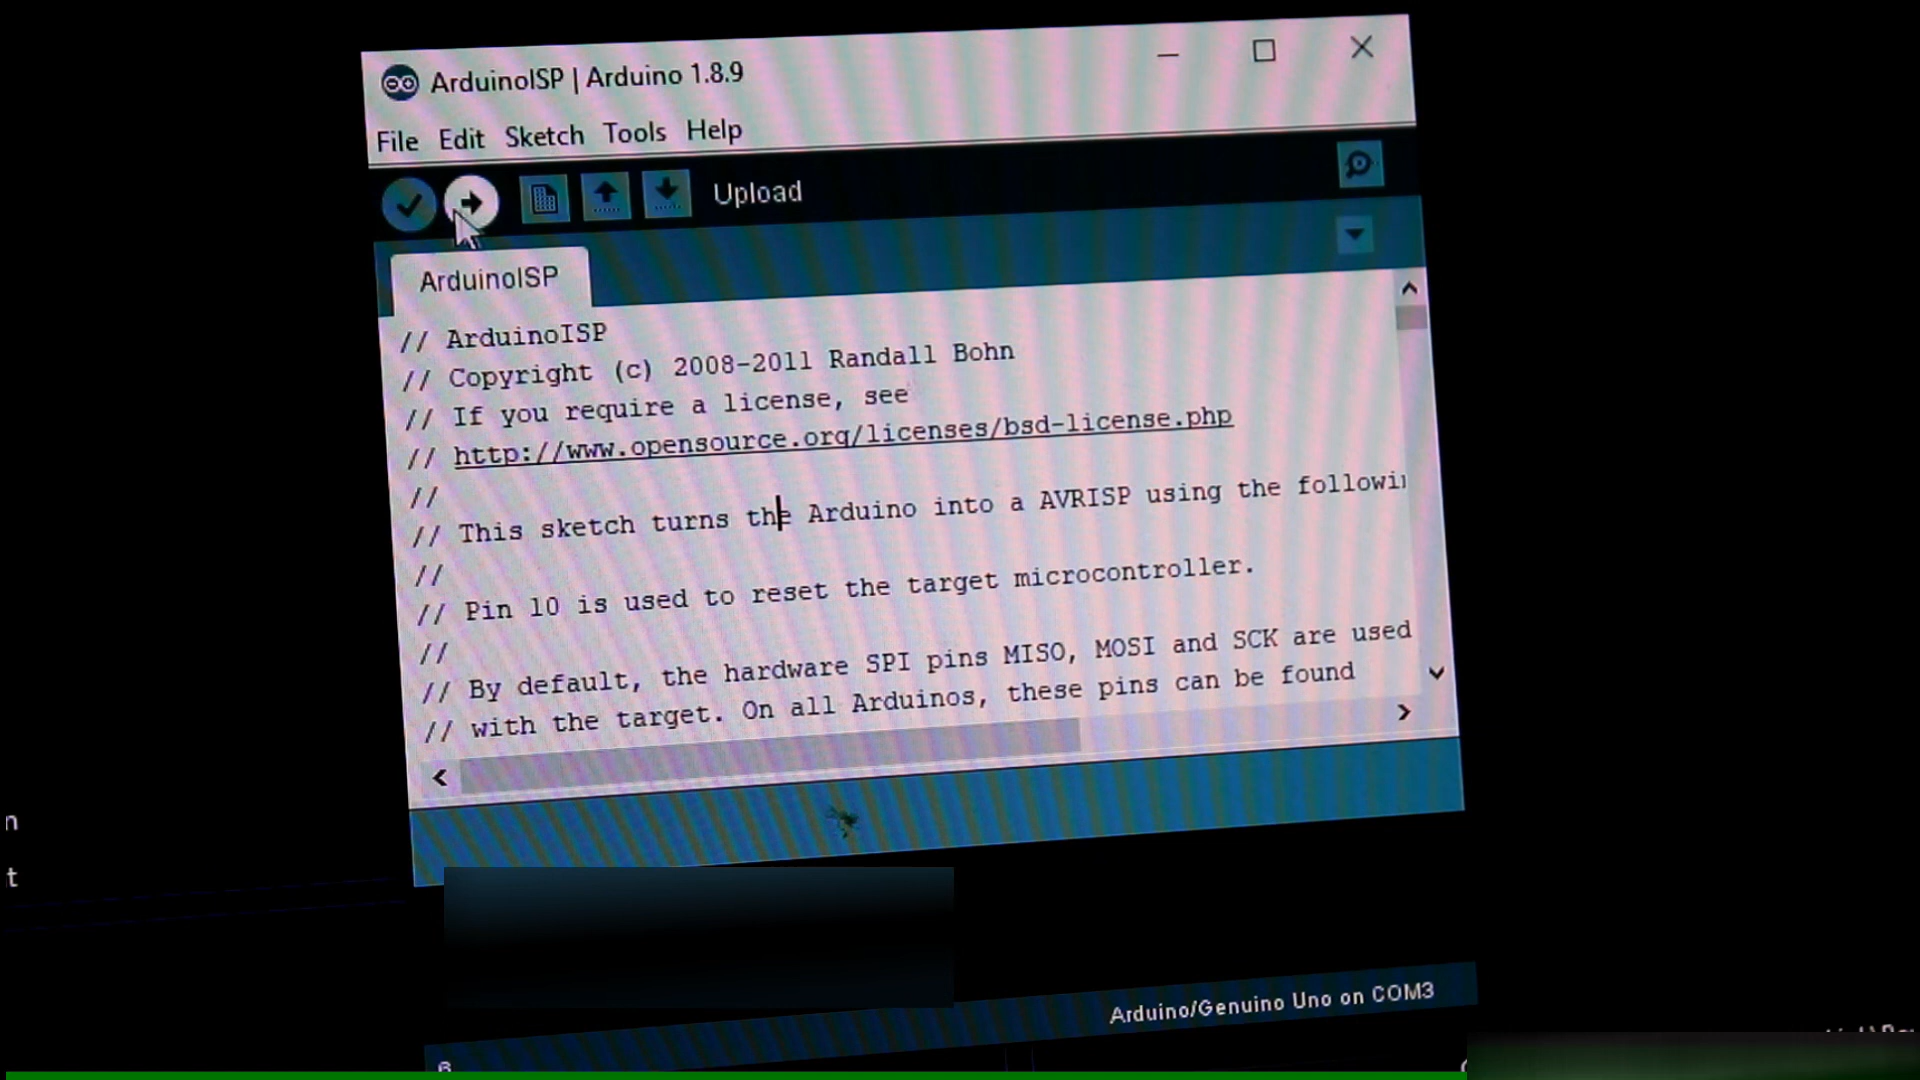 ArduinoISP | Arduino 1.8.9
File Edit Sketch Tools Help
Upload
ArduinoISP
// ArduinoISP
// Copyright (c) 2008-2011 Randall Bohn
// If you require a license, see
// http://www.opensource.org/licenses/bsd-license.php
//
// This sketch turns the Arduino into a AVRISP using the followi
//
// Pin 10 is used to reset the target microcontroller.
//
// By default, the hardware SPI pins MISO, MOSI and SCK are used
// with the target. On all Arduinos, these pins can be found
n
t
Arduino/Genuino Uno on COM3
6